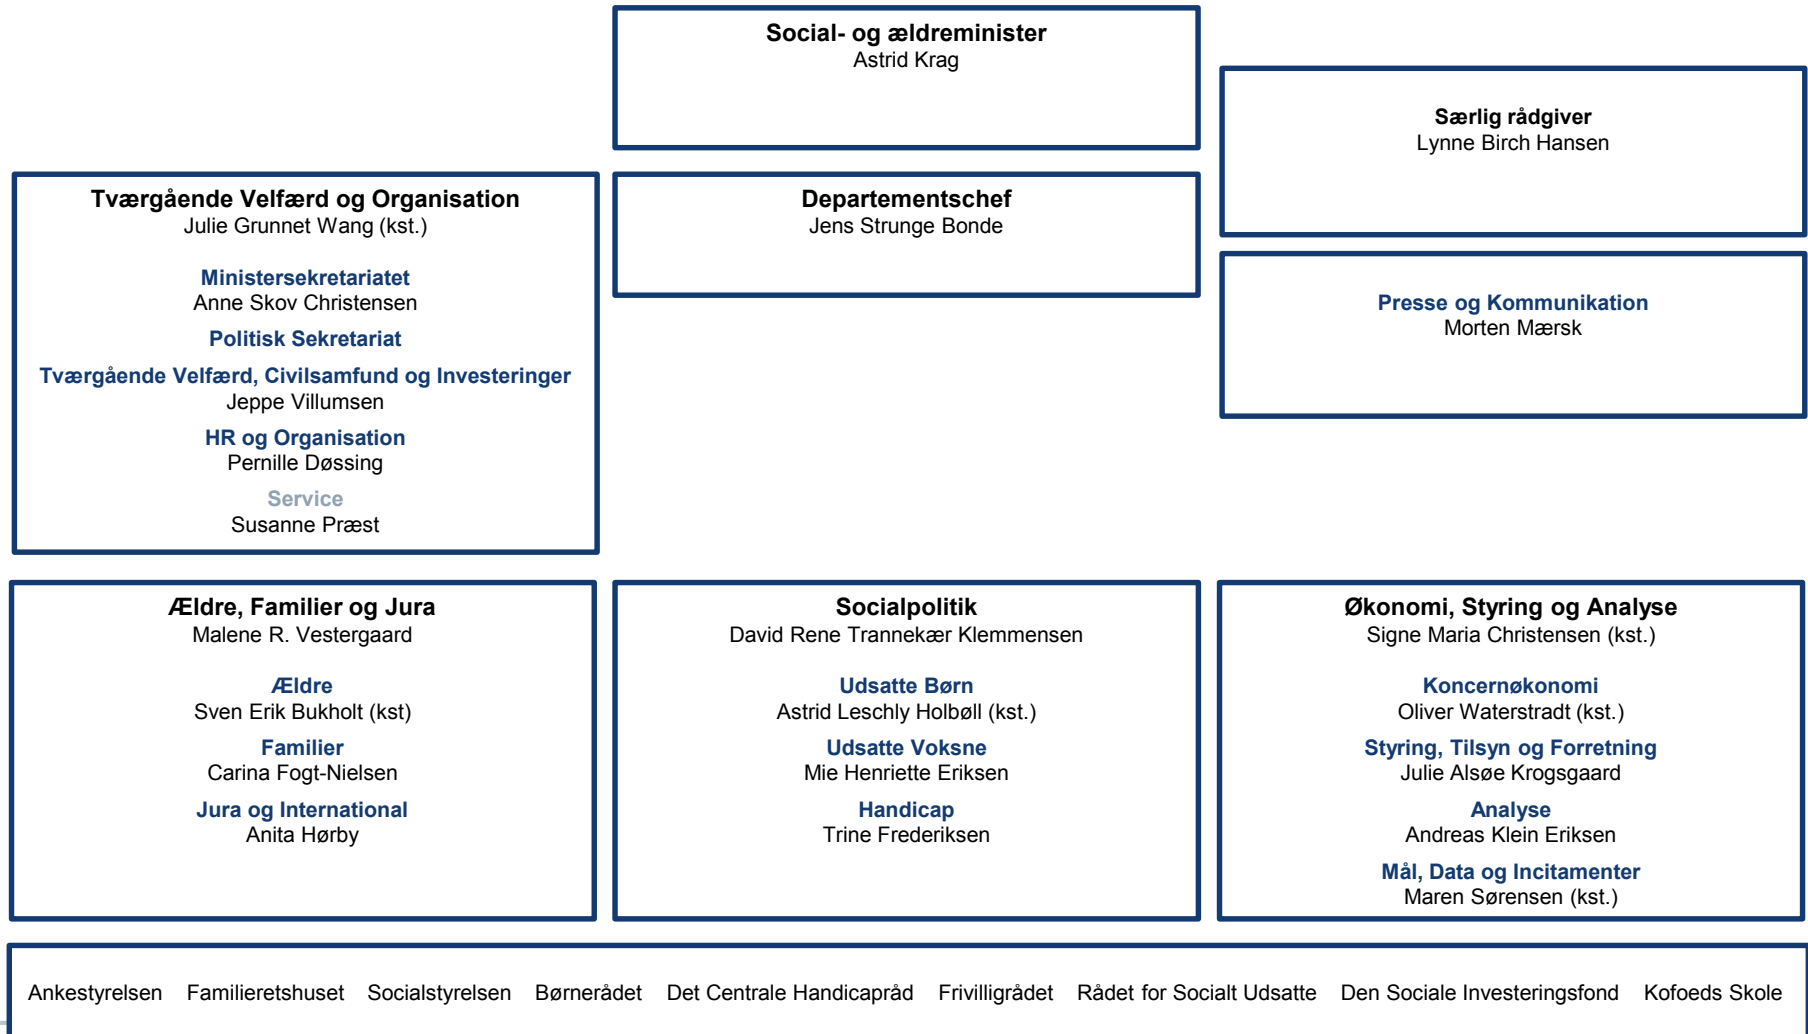 Social- og ældreminister
Astrid Krag
Særlig rådgiver
Lynne Birch Hansen
Tværgående Velfærd og Organisation
Julie Grunnet Wang (kst.)
Ministersekretariatet
Anne Skov Christensen
Politisk Sekretariat
Tværgående Velfærd, Civilsamfund og Investeringer
Jeppe Villumsen
HR og Organisation
Pernille Døssing
Service
Susanne Præst
Departementschef
Jens Strunge Bonde
Presse og Kommunikation
Morten Mærsk
Ældre, Familier og Jura
Malene R. Vestergaard
Ældre
Sven Erik Bukholt (kst)
Familier
Carina Fogt-Nielsen
Jura og International
Anita Hørby
Socialpolitik
David Rene Trannekær Klemmensen
Udsatte Børn
Astrid Leschly Holbøll (kst.)
Udsatte Voksne
Mie Henriette Eriksen
Handicap
Trine Frederiksen
Økonomi, Styring og Analyse
Signe Maria Christensen (kst.)
Koncernøkonomi
Oliver Waterstradt (kst.)
Styring, Tilsyn og Forretning
Julie Alsøe Krogsgaard
Analyse
Andreas Klein Eriksen
Mål, Data og Incitamenter
Maren Sørensen (kst.)
Ankestyrelsen Familieretshuset Socialstyrelsen Børnerådet Det Centrale Handicapråd Frivilligrådet Rådet for Socialt Udsatte Den Sociale Investeringsfond Kofoeds Skole